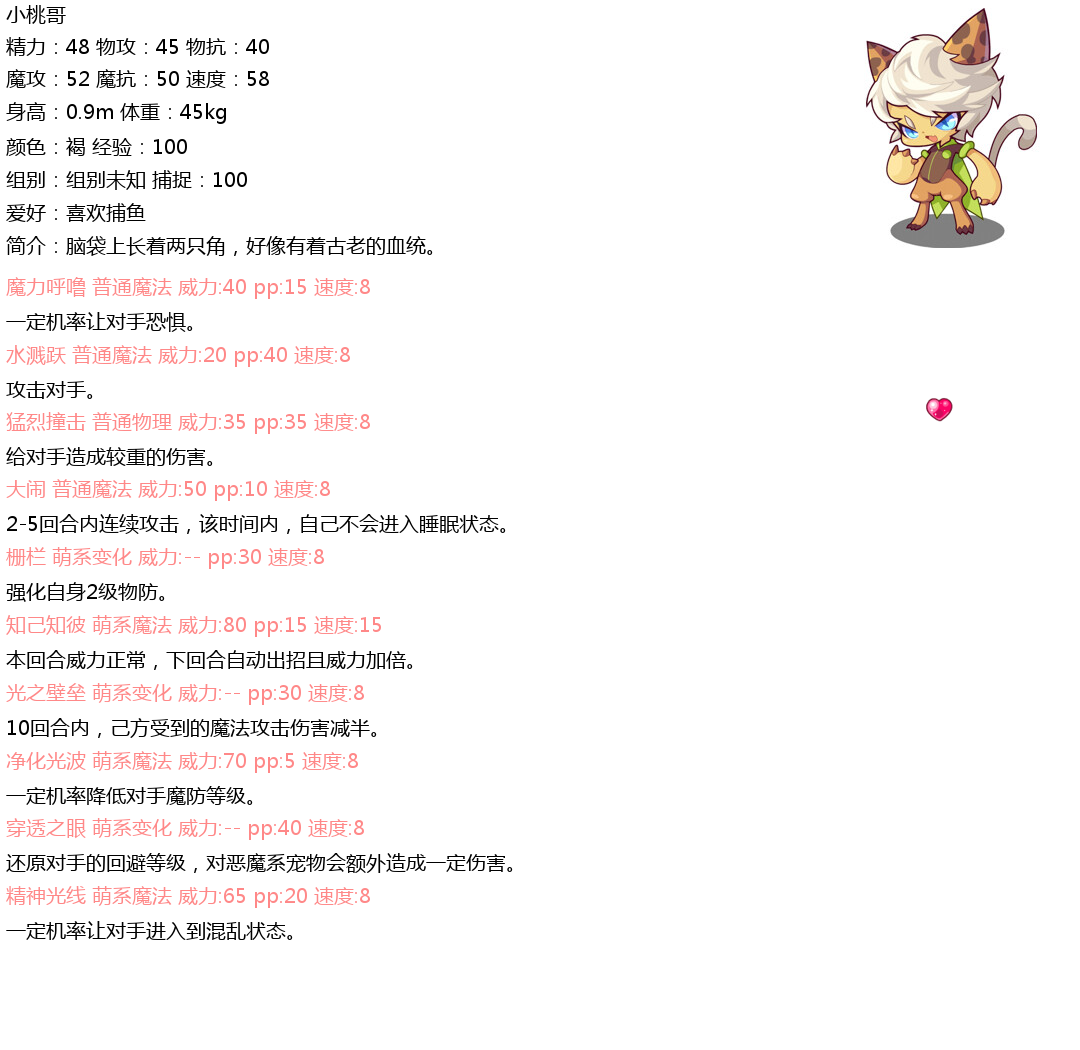 小桃哥
精力：48 物攻：45 物抗：40
魔攻：52 魔抗：50 速度：58
身高：0.9m 体重：45kg
颜色：褐 经验：100
组别：组别未知 捕捉：100
爱好：喜欢捕鱼
简介：脑袋上长着两只角，好像有着古老的血统。
魔力呼噜 普通魔法 威力:40 pp:15 速度:8
一定机率让对手恐惧。
水溅跃 普通魔法 威力:20 pp:40 速度:8
攻击对手。
猛烈撞击 普通物理 威力:35 pp:35 速度:8
给对手造成较重的伤害。
大闹 普通魔法 威力:50 pp:10 速度:8
2-5回合内连续攻击，该时间内，自己不会进入睡眠状态。
栅栏 萌系变化 威力:-- pp:30 速度:8
强化自身2级物防。
知己知彼 萌系魔法 威力:80 pp:15 速度:15
本回合威力正常，下回合自动出招且威力加倍。
光之壁垒 萌系变化 威力:-- pp:30 速度:8
10回合内，己方受到的魔法攻击伤害减半。
净化光波 萌系魔法 威力:70 pp:5 速度:8
一定机率降低对手魔防等级。
穿透之眼 萌系变化 威力:-- pp:40 速度:8
还原对手的回避等级，对恶魔系宠物会额外造成一定伤害。
精神光线 萌系魔法 威力:65 pp:20 速度:8
一定机率让对手进入到混乱状态。